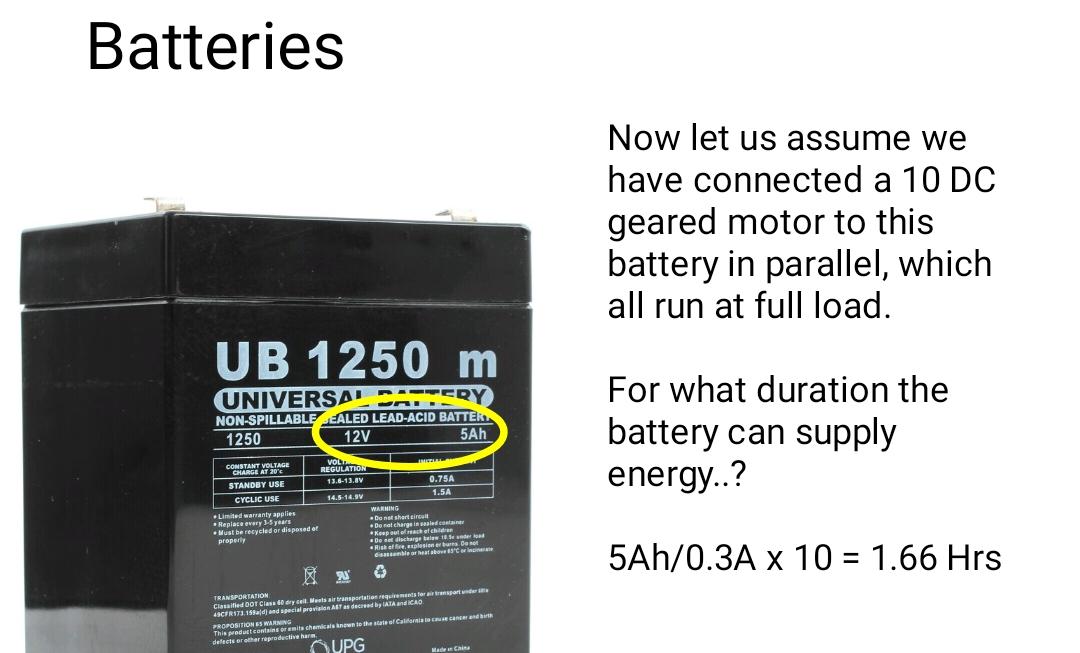 Batteries
Now let us assume we
have connected a 10 DC
geared motor to this
battery in parallel, which
all run at full load.
For what duration the
battery can supply
energy..?
5Ah/0.3A x 10 = 1.66 Hrs
UB 1250 m
UNIVERSAL BATTERY
NON-SPILLABLE SEALED LEAD-ACID BATTERY
1250 12V 5Ah
CONSTANT VOLTAGE
CHARGE AT 20°c
REGULATION
STANDBY USE 13.6-13.8V 0.75A
CYCLIC USE 14.5-14.9V 1.5A
• Limited warranty applies
• Replace every 3-5 years
• Must be recycled or disposed of
properly
WARNING
• Do not short circuit
• Do not charge in sealed container
• Keep out of reach of children
• Do not discharge below 10.5v under load
• Risk of fire, explosion or burns. Do not
disassemble or heat above 65°C or incinerate
TRANSPORTATION:
Classified DOT Class 60 dry cell. Meets air transportation requirements for air transport under title
49CFR173.159a(d) and special provision A67 as decreed by IATA and ICAO.
PROPOSITION 65 WARNING
This product contains or emits chemicals known to the state of California to cause cancer and birth
defects or other reproductive harm.
UPG
Made in China